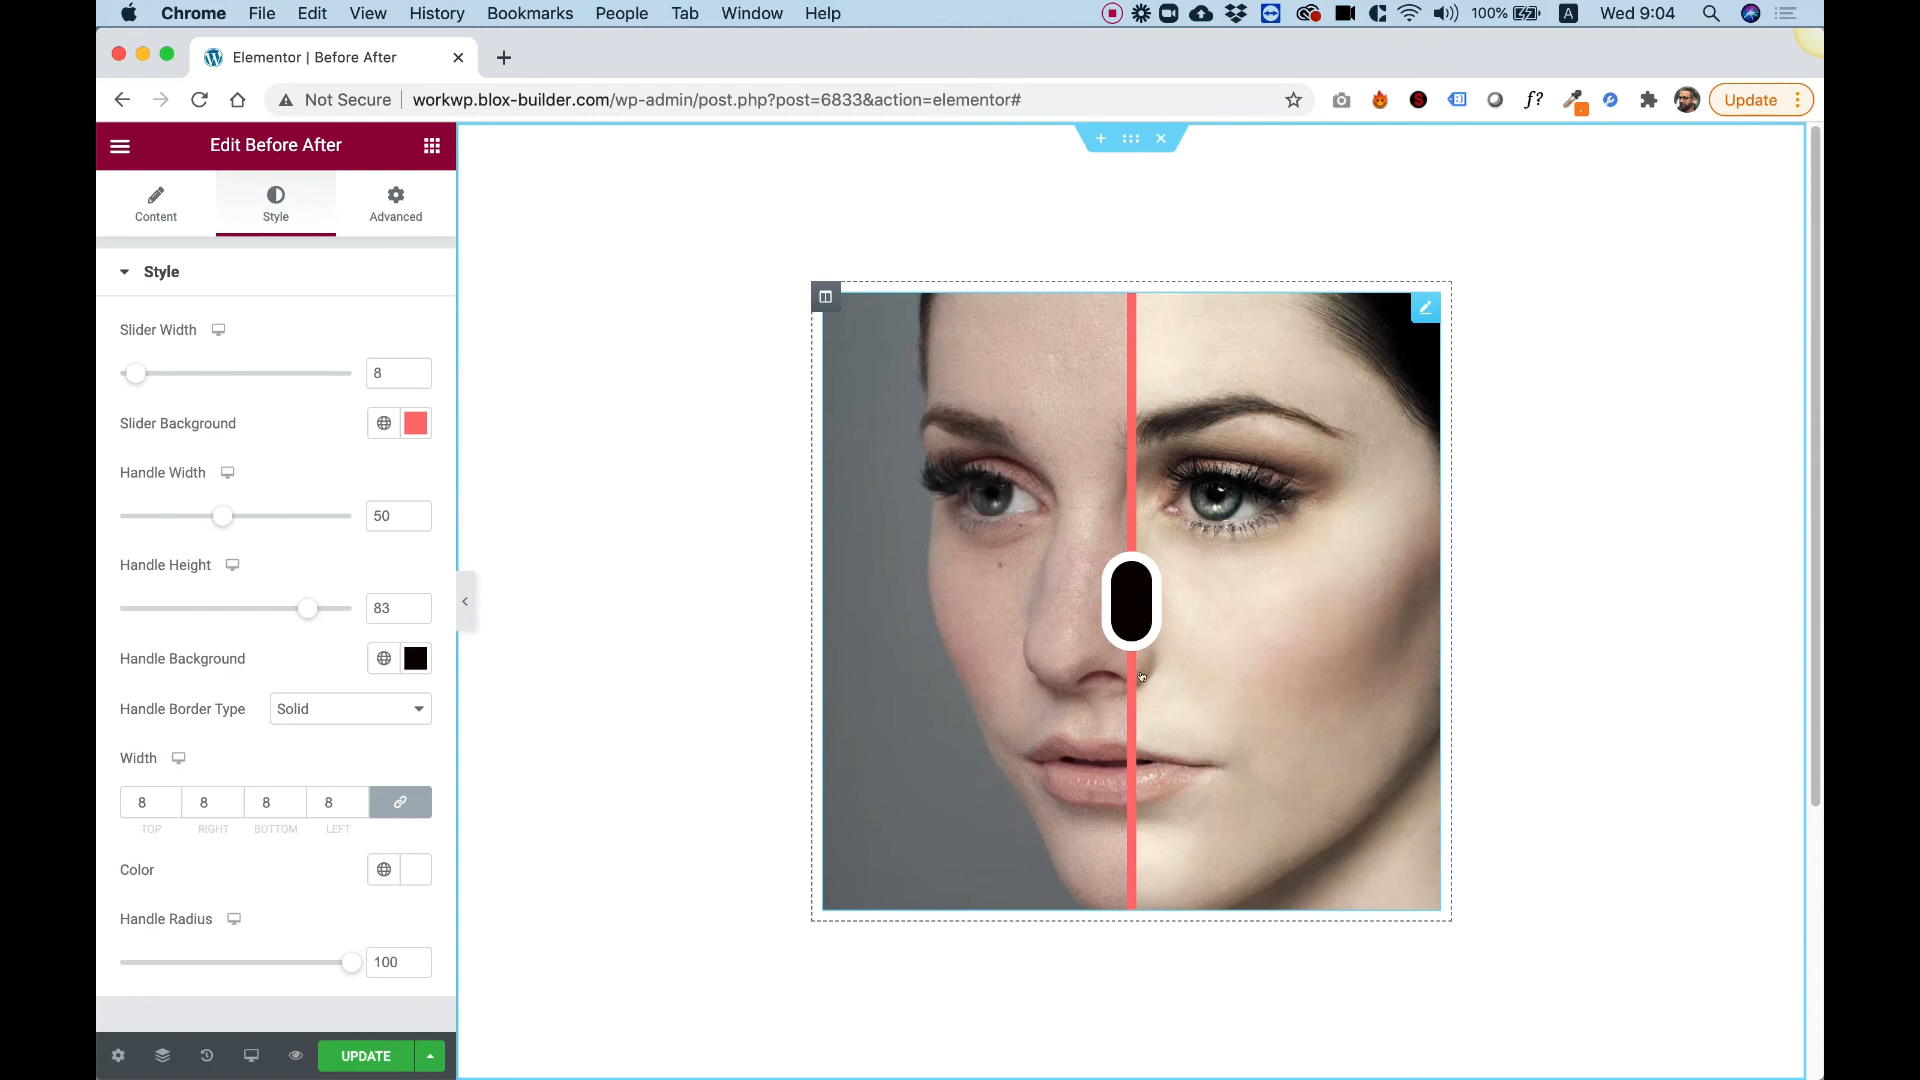 Chrome File Edit View History Bookmarks People Tab Window Help 100% A Wed 9:04
Elementor | Before After
Not Secure workwp.blox-builder.com/wp-admin/post.php?post=6833&action=elementor# S f? Update
Edit Before After
Content Style Advanced
Style
Slider Width
8
Slider Background
Handle Width
50
Handle Height
83
Handle Background
Handle Border Type Solid
Width
8 8 8 8
TOP RIGHT BOTTOM LEFT
Color
Handle Radius
100
UPDATE